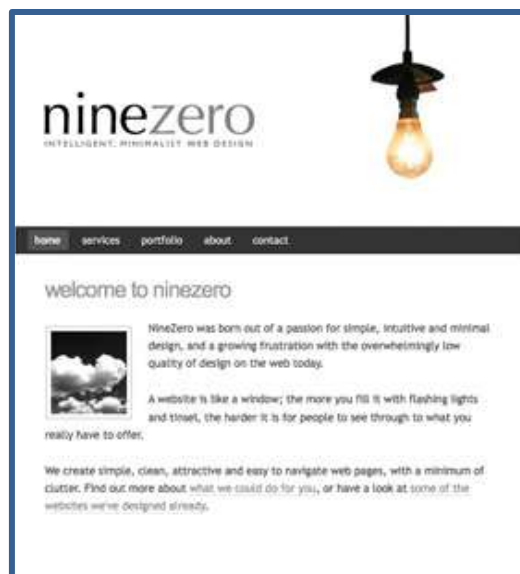 ninezero
INTELLIGENT, MINIMALIST WEB DESIGN
home services portfolio about contact
welcome to ninezero
NineZero was born out of a passion for simple, intuitive and minimal
design, and a growing frustration with the overwhelmingly low
quality of design on the web today.
A website is like a window; the more you fill it with flashing lights
and tinsel, the harder it is for people to see through to what you
really have to offer.
We create simple, clean, attractive and easy to navigate web pages, with a minimum of
clutter. Find out more about what we could do for you, or have a look at some of the
websites we've designed already.